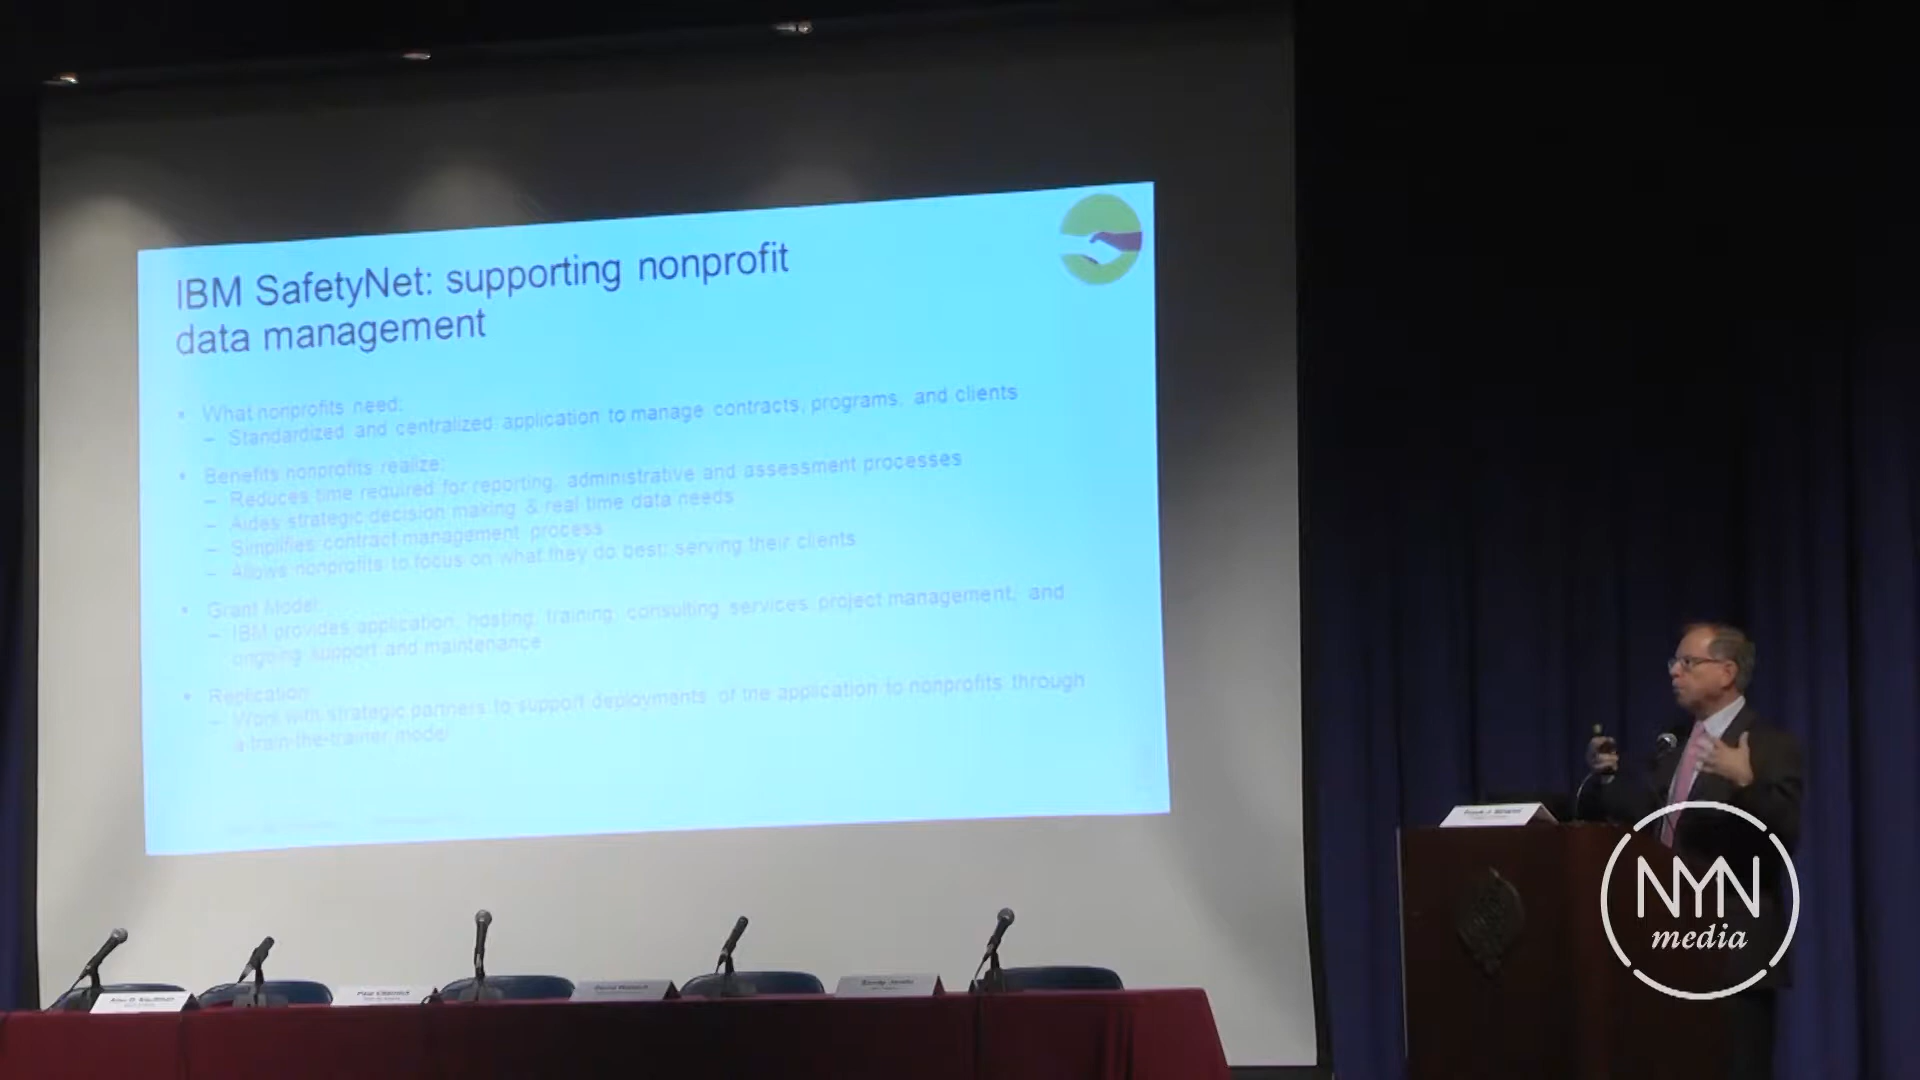 IBM SafetyNet: supporting nonprofit
data management
• What nonprofits need:
– Standardized and centralized application to manage contracts, programs, and clients
• Benefits nonprofits realize:
– Reduces time required for reporting, administrative and assessment processes
– Aides strategic decision making & real time data needs
– Simplifies contract management process
– Allows nonprofits to focus on what they do best: serving their clients
• Grant Model:
– IBM provides application, hosting, training, consulting services, project management, and
ongoing support and maintenance
• Replication:
– Work with strategic partners to support deployments of the application to nonprofits through
a train-the-trainer model
NYN
media